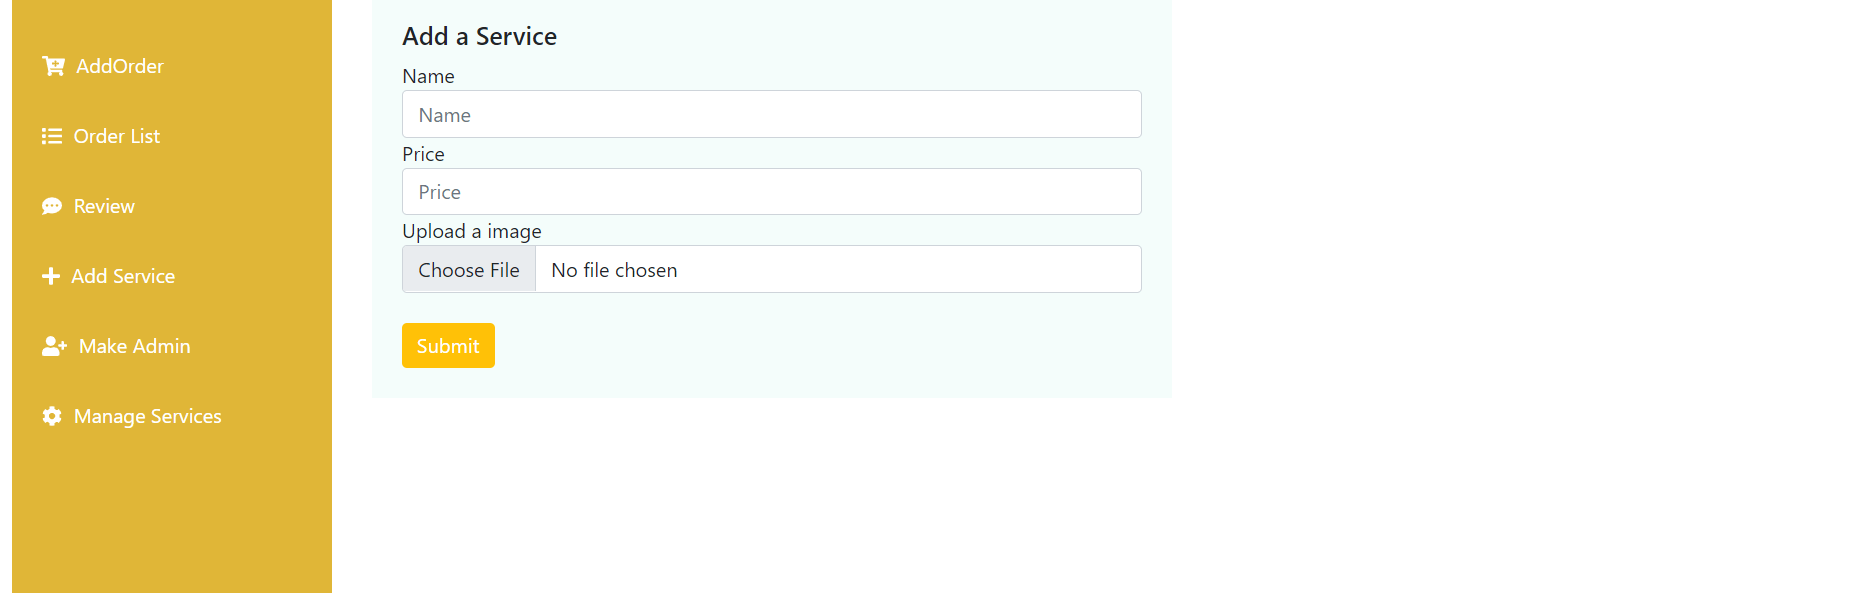 AddOrder
Order List
Review
Add Service
Make Admin
Manage Services
Add a Service
Name
Name
Price
Price
Upload a image
Choose File No file chosen
Submit